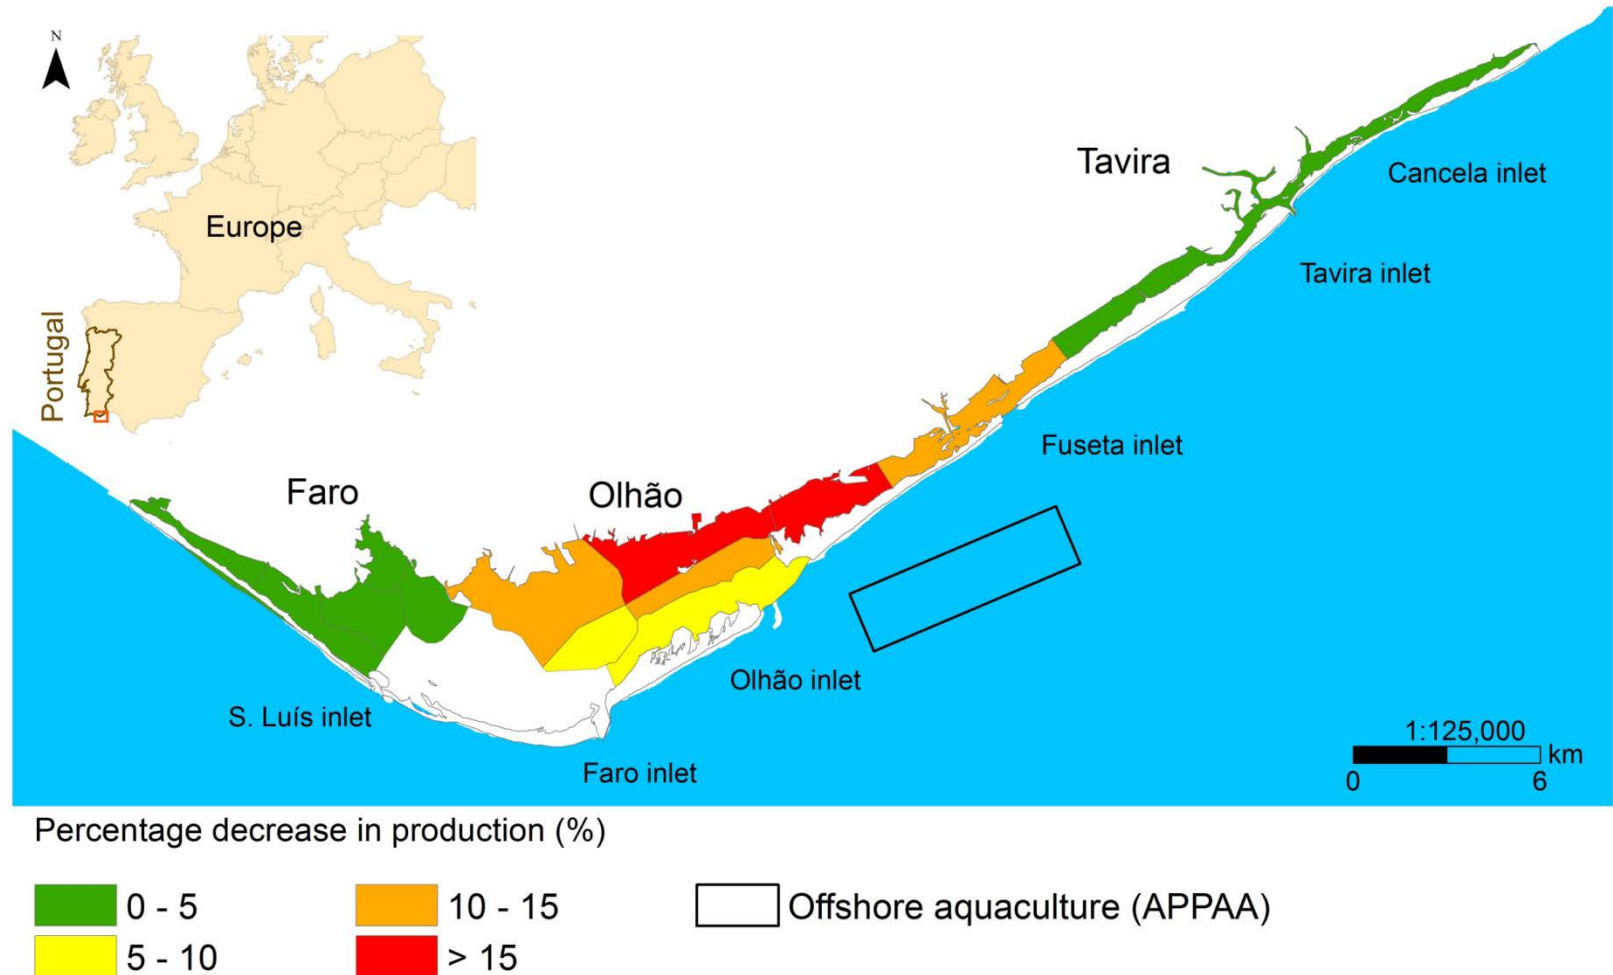 N
Europe
Portugal
Tavira
Cancela inlet
Tavira inlet
Fuseta inlet
Faro
Olhão
Olhão inlet
S. Luís inlet
Faro inlet
1:125,000
km
0 6
Percentage decrease in production (%)
0 - 5
10 - 15
Offshore aquaculture (APPAA)
5 - 10
> 15